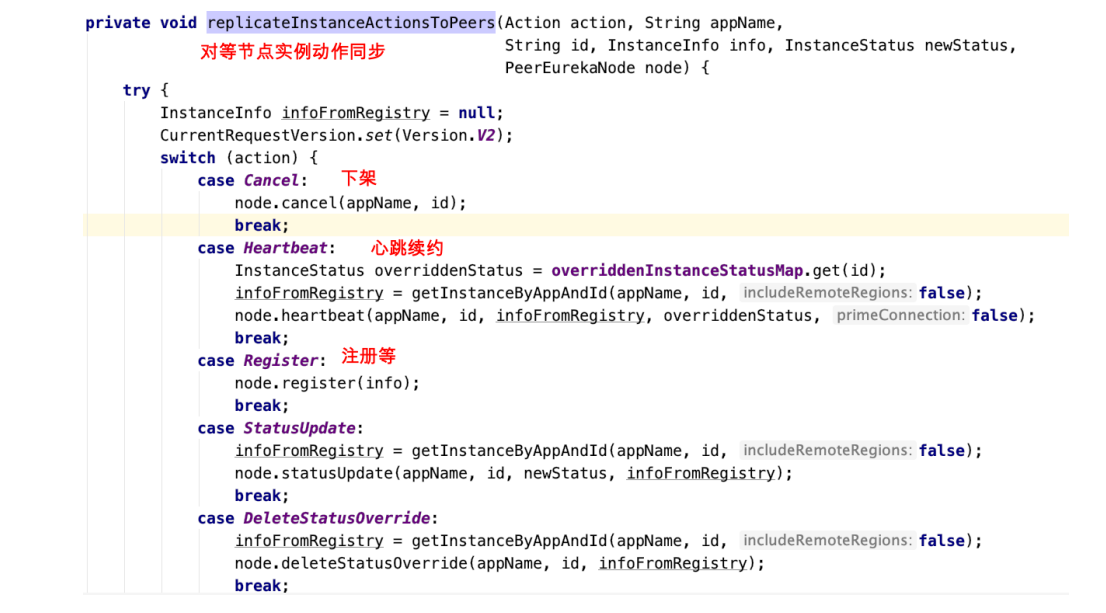 private void replicateInstanceActionsToPeers(Action action, String appName,
对等节点实例动作同步
String id, InstanceInfo info, InstanceStatus newStatus,
PeerEurekaNode node) {
try {
InstanceInfo infoFromRegistry = null;
CurrentRequestVersion.set(Version.V2);
switch (action) {
case Cancel: 下架
node.cancel(appName, id);
break;
case Heartbeat: 心跳续约
InstanceStatus overriddenStatus = overriddenInstanceStatusMap.get(id);
infoFromRegistry = getInstanceByAppAndId(appName, id, includeRemoteRegions: false);
node.heartbeat(appName, id, infoFromRegistry, overriddenStatus, primeConnection: false);
break;
case Register: 注册等
node.register(info);
break;
case StatusUpdate:
infoFromRegistry = getInstanceByAppAndId(appName, id, includeRemoteRegions: false);
node.statusUpdate(appName, id, newStatus, infoFromRegistry);
break;
case DeleteStatusOverride:
infoFromRegistry = getInstanceByAppAndId(appName, id, includeRemoteRegions: false);
node.deleteStatusOverride(appName, id, infoFromRegistry);
break;